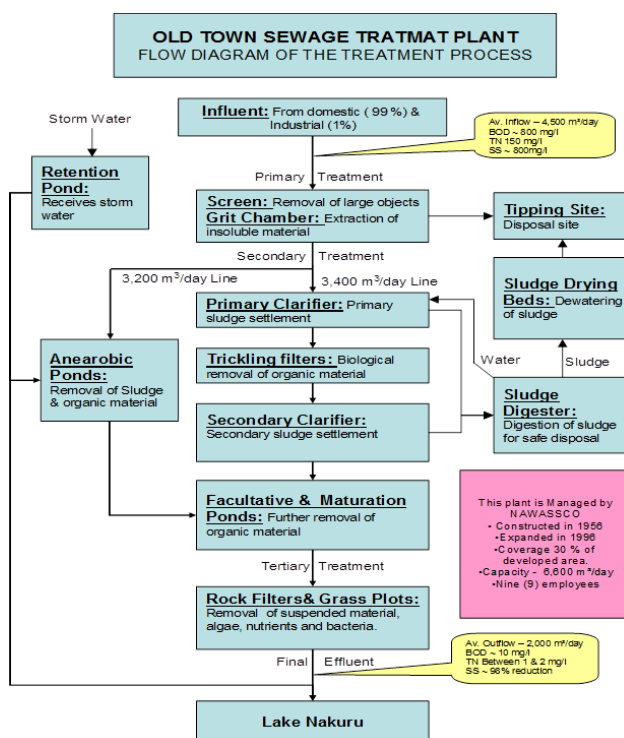 OLD TOWN SEWAGE TRATMAT PLANT
FLOW DIAGRAM OF THE TREATMENT PROCESS
Storm Water
Influent: From domestic ( 99 %) &
Industrial (1%)
Av. Inflow – 4,500 m³/day
BOD ~ 800 mg/l
TN 150 mg/l
SS ~ 800mg/l
Retention
Pond:
Receives storm
water
Primary Treatment
Screen: Removal of large objects
Grit Chamber: Extraction of
insoluble material
Tipping Site:
Disposal site
Secondary Treatment
3,200 m³/day Line
3,400 m³/day Line
Primary Clarifier: Primary
sludge settlement
Sludge Drying
Beds: Dewatering
of sludge
Anearobic
Ponds:
Removal of Sludge
& organic material
Trickling filters: Biological
removal of organic material
Water
Sludge
Secondary Clarifier:
Secondary sludge settlement
Sludge
Digester:
Digestion of sludge
for safe disposal
Facultative & Maturation
Ponds: Further removal of
organic material
This plant is Managed by
NAWASSCO
• Constructed in 1956
•Expanded in 1996
•Coverage 30 % of
developed area.
•Capacity - 6,600 m³/day
•Nine (9) employees
Tertiary Treatment
Rock Filters& Grass Plots:
Removal of suspended material,
algae, nutrients and bacteria.
Final Effluent
Av. Outflow – 2,000 m³/day
BOD ~ 10 mg/l
TN Between 1 & 2 mg/l
SS ~ 98% reduction
Lake Nakuru